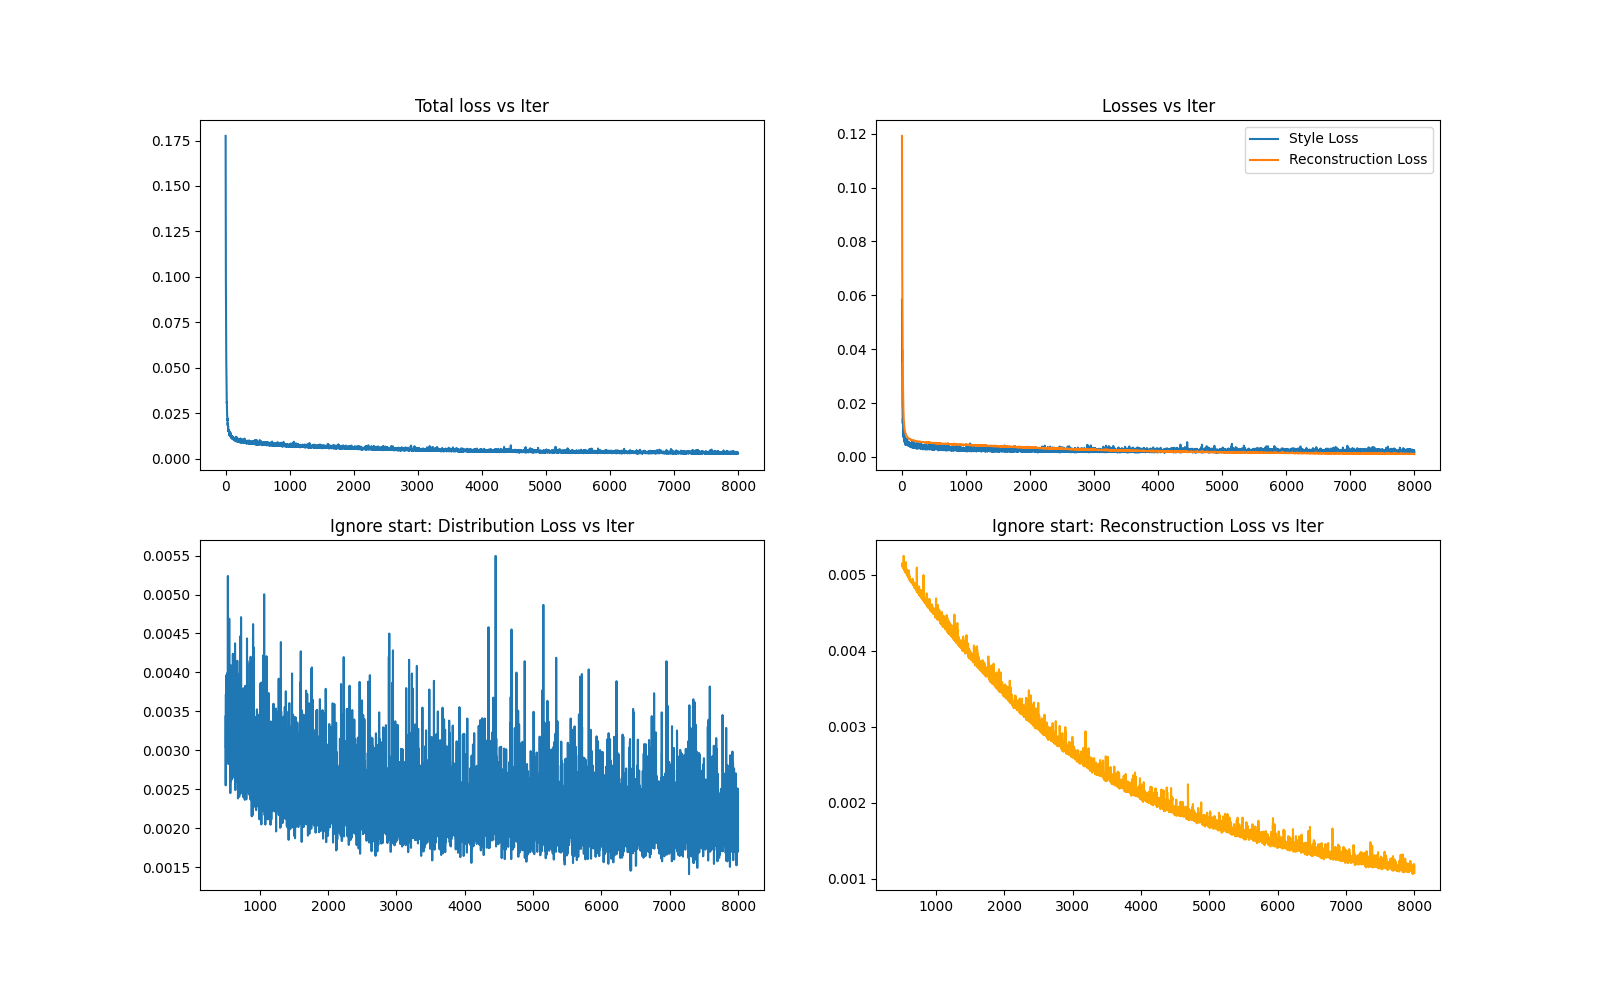 Total loss vs Iter
0.175
0.150
0.125
0.100
0.075
0.050
0.025
0.000
0 1000 2000 3000 4000 5000 6000 7000 8000
Losses vs Iter
Style Loss
Reconstruction Loss
0.12
0.10
0.08
0.06
0.04
0.02
0.00
0 1000 2000 3000 4000 5000 6000 7000 8000
Ignore start: Distribution Loss vs Iter
0.0055
0.0050
0.0045
0.0040
0.0035
0.0030
0.0025
0.0020
0.0015
1000 2000 3000 4000 5000 6000 7000 8000
Ignore start: Reconstruction Loss vs Iter
0.005
0.004
0.003
0.002
0.001
1000 2000 3000 4000 5000 6000 7000 8000